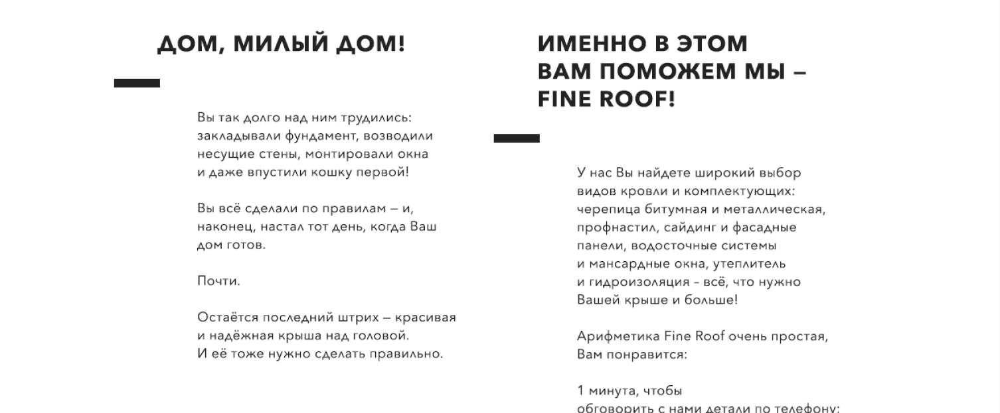 ДОМ, МИЛЫЙ ДОМ!
Вы так долго над ним трудились:
закладывали фундамент, возводили
несущие стены, монтировали окна
и даже впустили кошку первой!
Вы всё сделали по правилам – и,
наконец, настал тот день, когда Ваш
дом готов.
Почти.
Остаётся последний штрих – красивая
и надёжная крыша над головой.
И её тоже нужно сделать правильно.
ИМЕННО В ЭТОМ
ВАМ ПОМОЖЕМ МЫ –
FINE ROOF!
У нас Вы найдете широкий выбор
видов кровли и комплектующих:
черепица битумная и металлическая,
профнастил, сайдинг и фасадные
панели, водосточные системы
и мансардные окна, утеплитель
и гидроизоляция – всё, что нужно
Вашей крыше и больше!
Арифметика Fine Roof очень простая,
Вам понравится:
1 минута, чтобы
обговорить с нами детали по телефону;